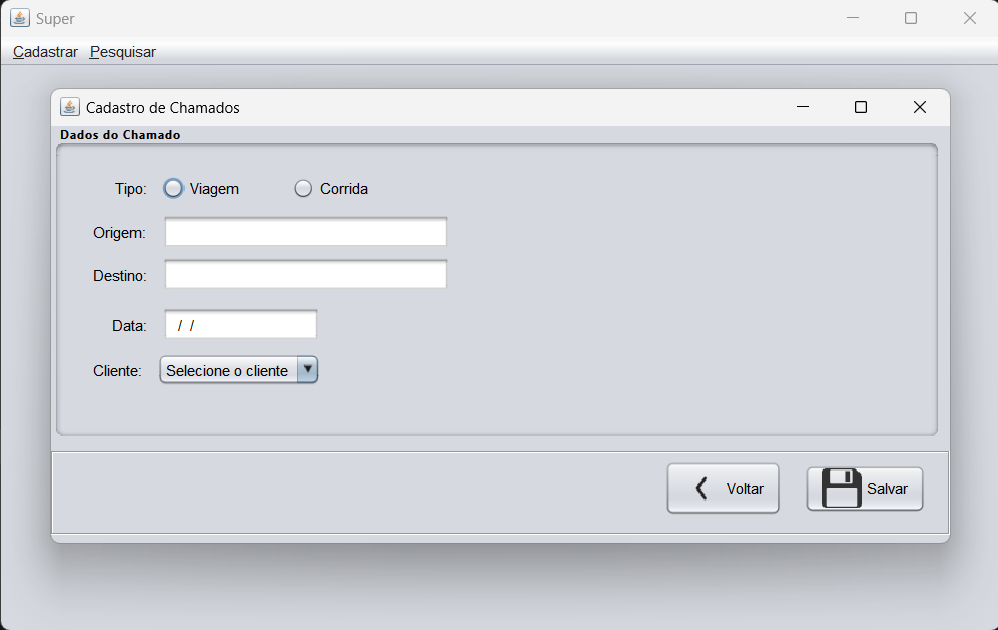 Super
Cadastrar Pesquisar
Cadastro de Chamados
Dados do Chamado
Tipo: Viagem Corrida
Origem:
Destino:
Data: / /
Cliente: Selecione o cliente
Voltar Salvar